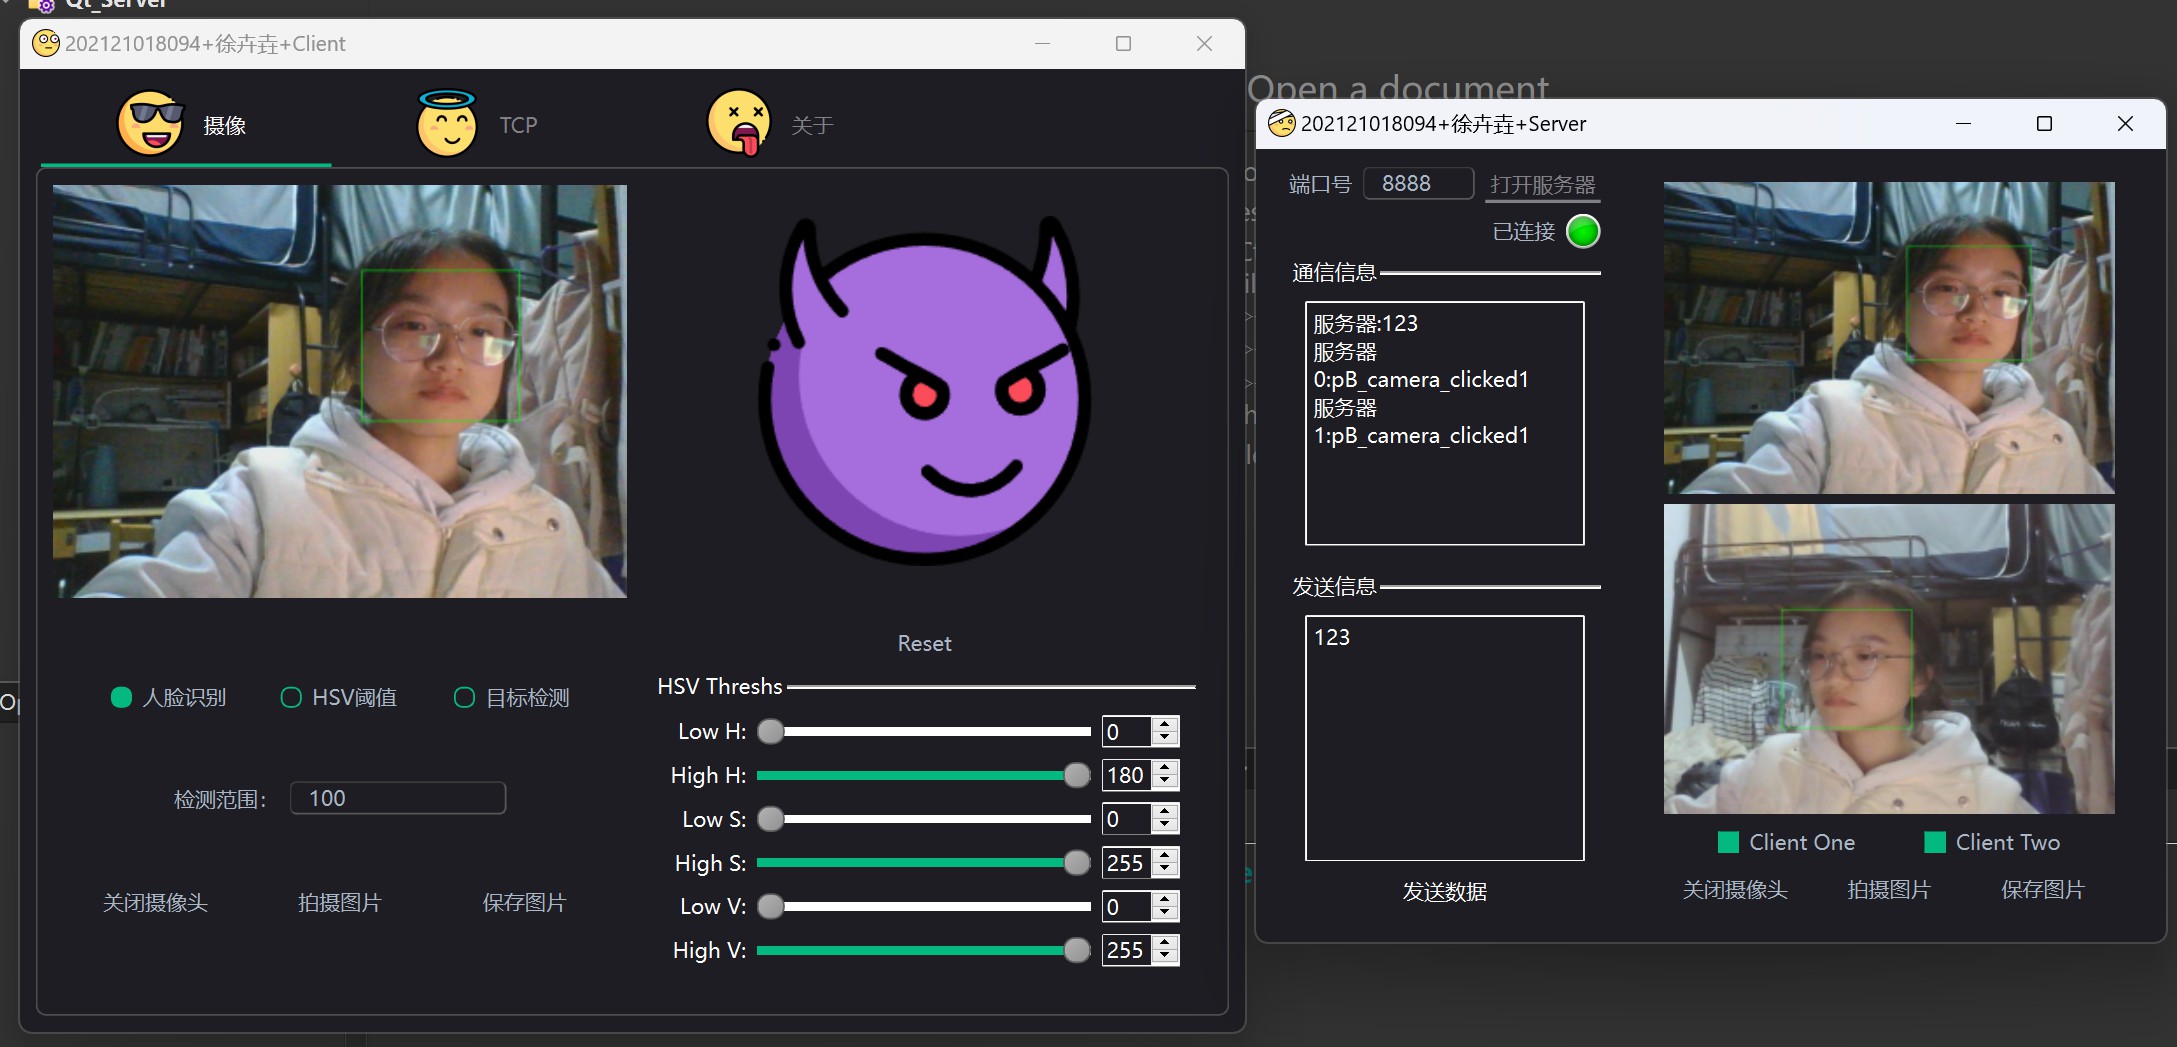 Qt_Server
202121018094+徐卉垚+Client
摄像
TCP
关于
Reset
人脸识别
HSV阈值
目标检测
检测范围：
100
关闭摄像头
拍摄图片
保存图片
HSV Threshs
Low H:
0
High H:
180
Low S:
0
High S:
255
Low V:
0
High V:
255
Open a document
202121018094+徐卉垚+Server
端口号
8888
打开服务器
已连接
通信信息
服务器:123
服务器
0:pB_camera_clicked1
服务器
1:pB_camera_clicked1
发送信息
123
发送数据
Client One
Client Two
关闭摄像头
拍摄图片
保存图片